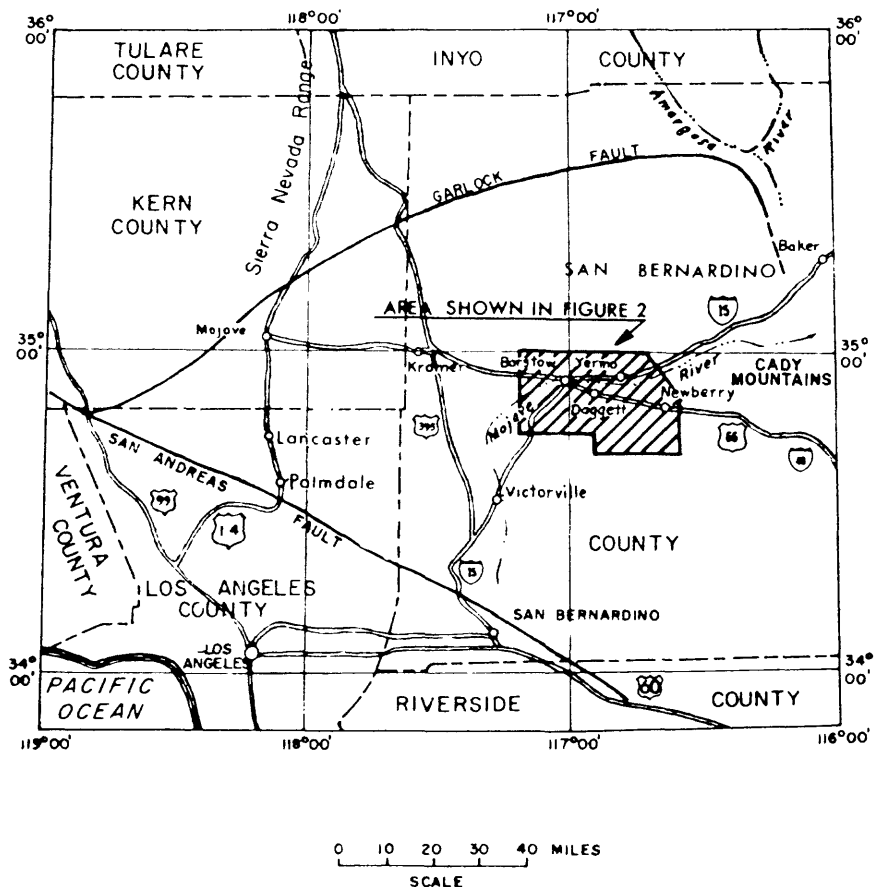 118°00'
117°00'
36°
00'
36°
00'
TULARE
COUNTY
INYO
COUNTY
Sierra Nevada Range
Amargosa
River
KERN
COUNTY
GARLOCK
FAULT
Baker
SAN BERNARDINO
AREA SHOWN IN FIGURE 2
15
Mojave
35°
00'
35°
00'
Kramer
Barstow
Yermo
River
CADY
MOUNTAINS
Newberry
Daggett
Mojave
395
66
40
Lancaster
SAN ANDREAS
FAULT
Palmdale
Victorville
VENTURA
COUNTY
99
14
COUNTY
15
LOS ANGELES
COUNTY
SAN BERNARDINO
LOS
ANGELES
34°
00'
34°
00'
PACIFIC
OCEAN
RIVERSIDE
60
COUNTY
119°00'
118°00'
117°00'
116°00'
0 10 20 30 40 MILES
SCALE